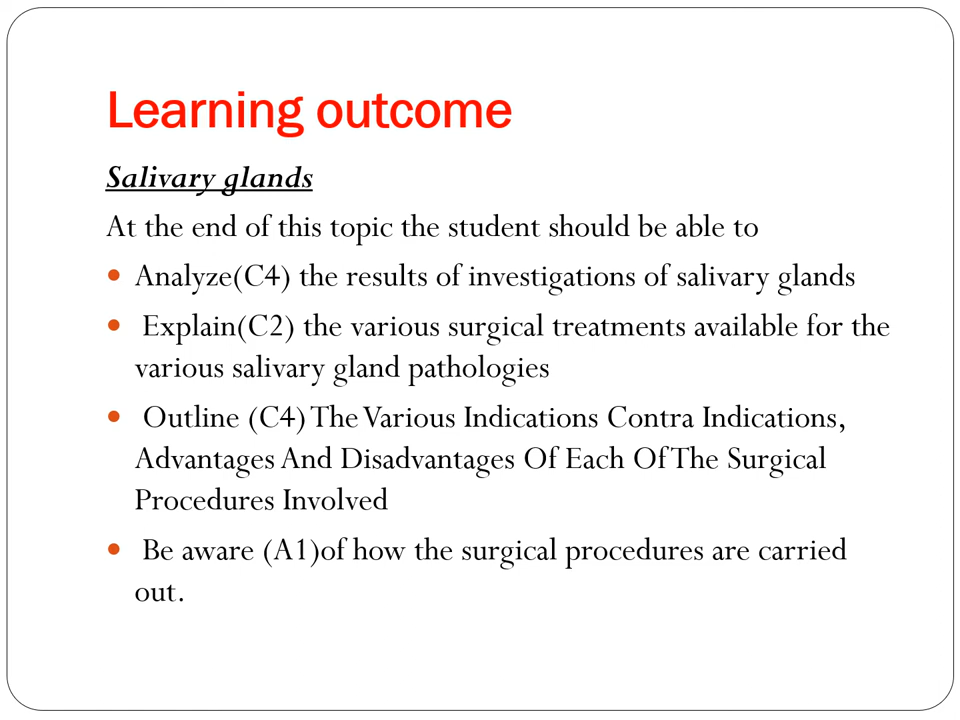 Learning outcome
Salivary glands
At the end of this topic the student should be able to
• Analyze(C4) the results of investigations of salivary glands
• Explain(C2) the various surgical treatments available for the
various salivary gland pathologies
• Outline (C4) The Various Indications Contra Indications,
Advantages And Disadvantages Of Each Of The Surgical
Procedures Involved
• Be aware (A1)of how the surgical procedures are carried
out.